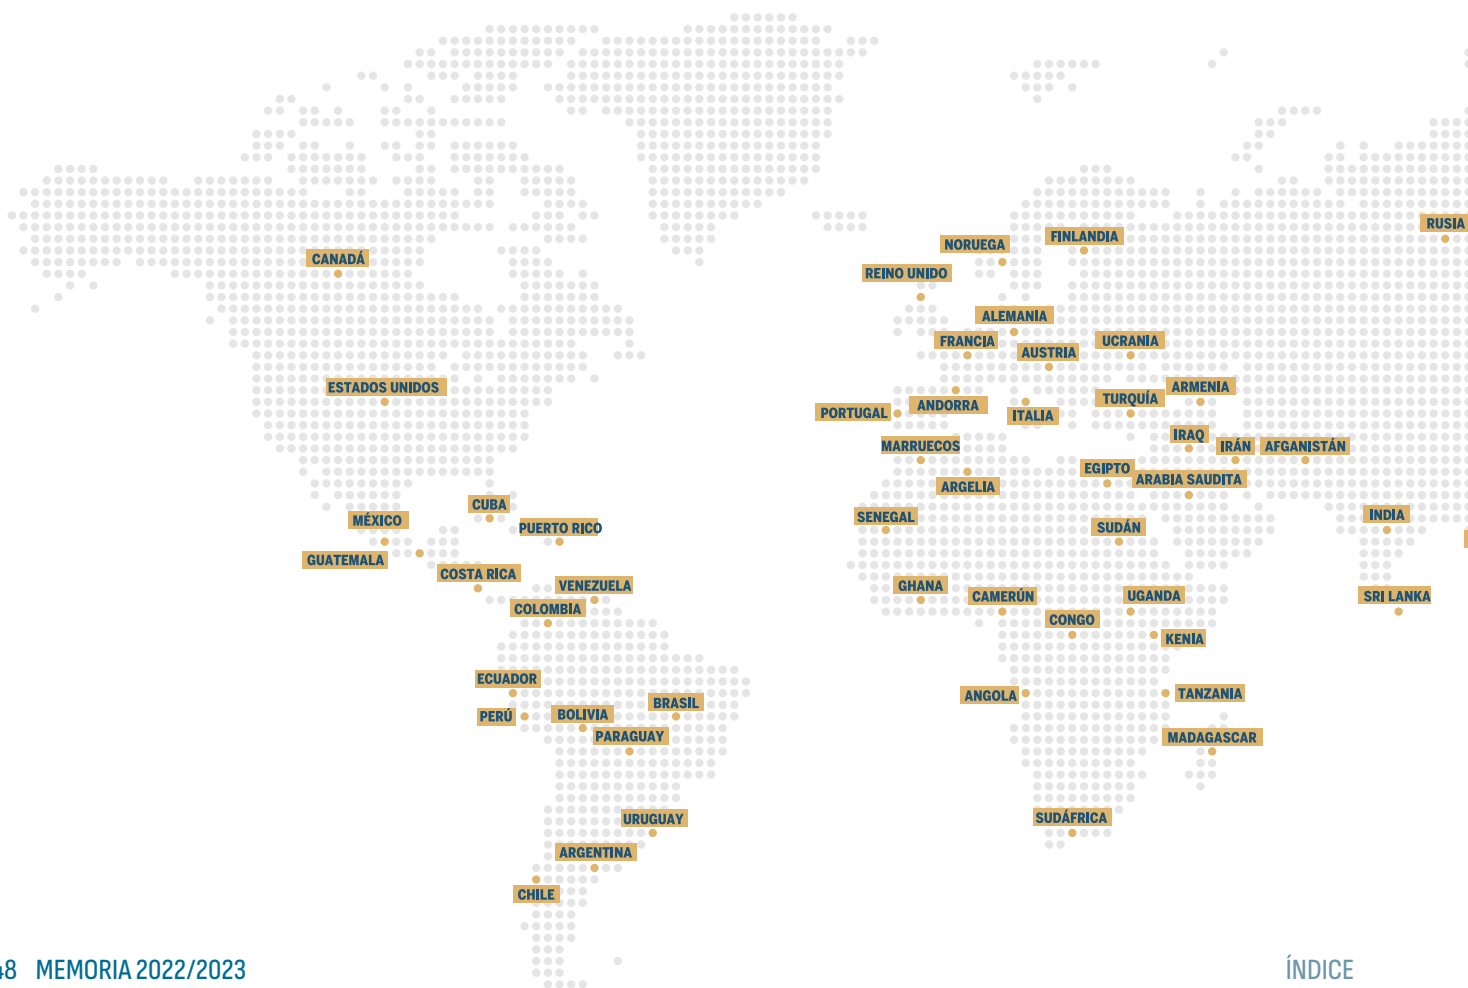 RUSIA
FINLANDIA
NORUEGA
CANADÁ
REINO UNIDO
ALEMANIA
FRANCIA
UCRANIA
AUSTRIA
ESTADOS UNIDOS
ARMENIA
TURQUÍA
ANDORRA
PORTUGAL
ITALIA
IRAQ
MARRUECOS
IRÁN
AFGANISTÁN
EGIPTO
ARABIA SAUDITA
ARGELIA
CUBA
INDIA
SENEGAL
MÉXICO
PUERTO RICO
SUDÁN
GUATEMALA
COSTA RICA
VENEZUELA
GHANA
CAMERÚN
UGANDA
SRI LANKA
COLOMBIA
CONGO
KENIA
ECUADOR
TANZANIA
ANGOLA
BRASIL
BOLIVIA
PERÚ
PARAGUAY
MADAGASCAR
SUDÁFRICA
URUGUAY
ARGENTINA
CHILE
48 MEMORIA 2022/2023
ÍNDICE